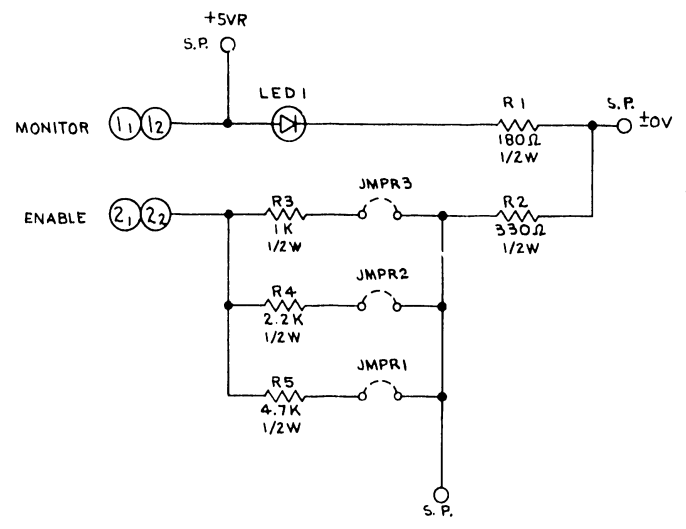 +5VR
S.P.
LED1
R1
S.P.
±0V
MONITOR
1₁ 1₂
180Ω
1/2W
JMPR3
R3
R2
ENABLE
2₁ 2₂
1K
1/2W
330Ω
1/2W
JMPR2
R4
2.2K
1/2W
JMPR1
R5
4.7K
1/2W
S.P.